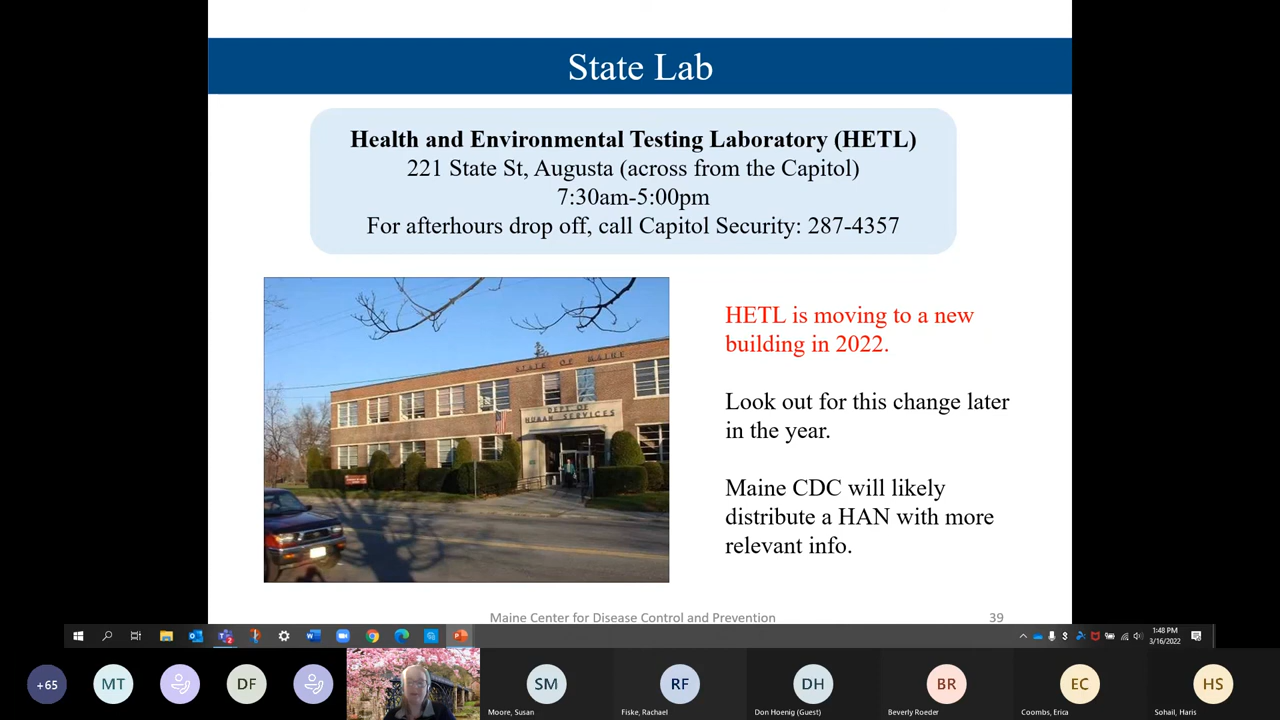 State Lab
Health and Environmental Testing Laboratory (HETL)
221 State St, Augusta (across from the Capitol)
7:30am-5:00pm
For afterhours drop off, call Capitol Security: 287-4357
STATE OF MAINE
DEPT. OF
HUMAN SERVICES
HETL is moving to a new
building in 2022.
Look out for this change later
in the year.
Maine CDC will likely
distribute a HAN with more
relevant info.
Maine Center for Disease Control and Prevention
39
1:48 PM
3/16/2022
+65
MT
DF
SM
RF
DH
BR
EC
HS
Moore, Susan
Fiske, Rachael
Don Hoenig (Guest)
Beverly Roeder
Coombs, Erica
Sohail, Haris